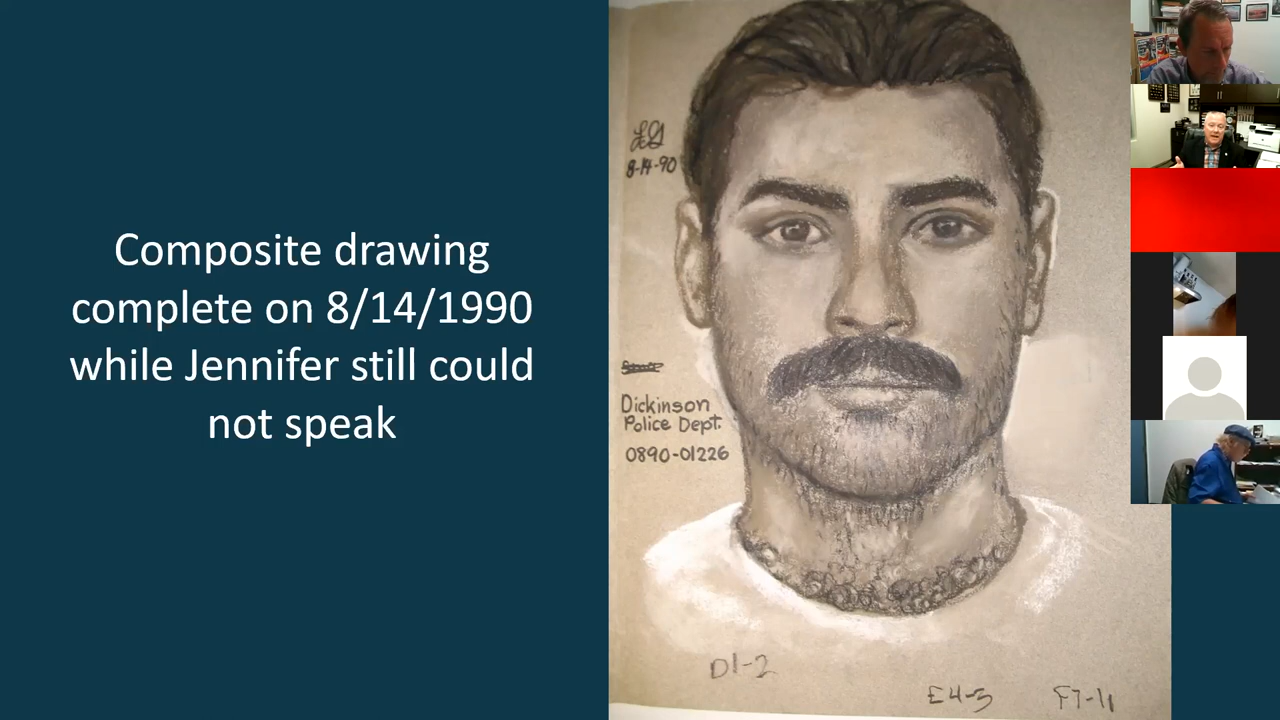 Composite drawing
complete on 8/14/1990
while Jennifer still could
not speak
LG
8-14-90
Dickinson
Police Dept.
0890-01226
D1-2
E4-3
F7-11